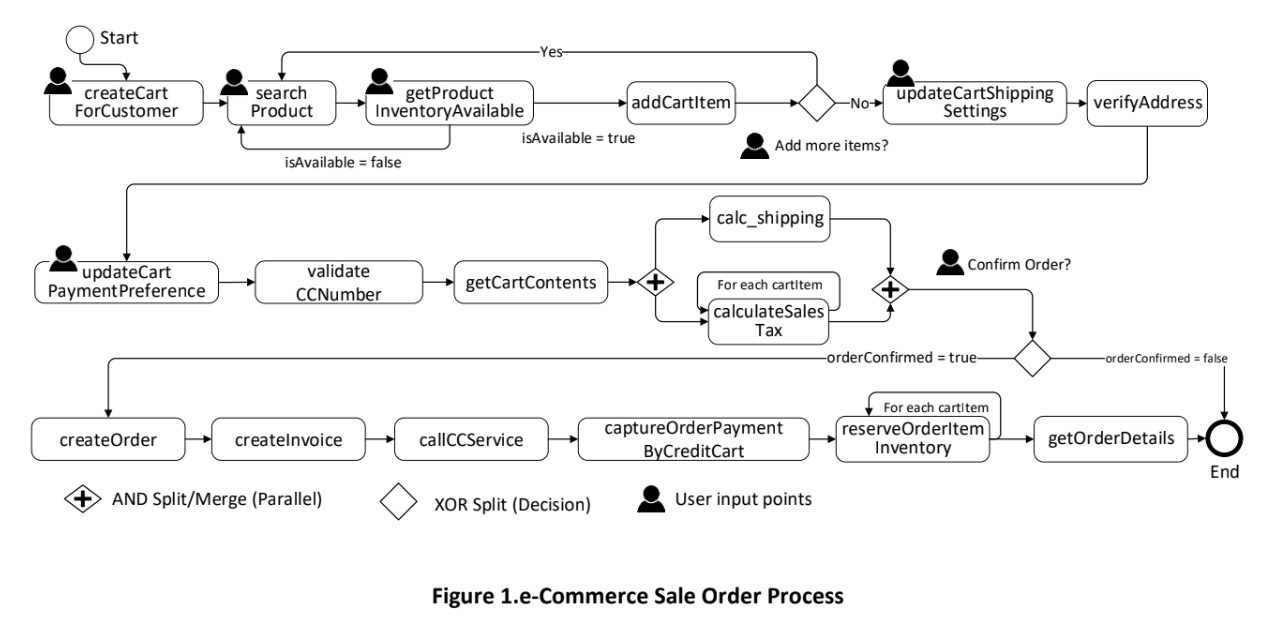 Start
Yes
createCart
ForCustomer
search
Product
getProduct
InventoryAvailable
addCartItem
No
updateCartShipping
Settings
verifyAddress
isAvailable = true
Add more items?
isAvailable = false
calc_shipping
updateCart
PaymentPreference
validate
CCNumber
getCartContents
For each cartItem
calculateSales
Tax
Confirm Order?
orderConfirmed = true
orderConfirmed = false
createOrder
createInvoice
callCCService
captureOrderPayment
ByCreditCart
For each cartItem
reserveOrderItem
Inventory
getOrderDetails
End
AND Split/Merge (Parallel)
XOR Split (Decision)
User input points
Figure 1.e-Commerce Sale Order Process